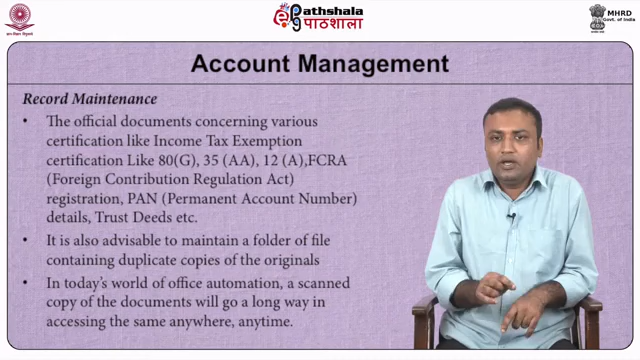 Pathshala
पाठशाला
MHRD
Govt. of India
Account Management
Record Maintenance
• The official documents concerning various
certification like Income Tax Exemption
certification Like 80(G), 35 (AA), 12 (A),FCRA
(Foreign Contribution Regulation Act)
registration, PAN (Permanent Account Number)
details, Trust Deeds etc.
• It is also advisable to maintain a folder of file
containing duplicate copies of the originals
• In today's world of office automation, a scanned
copy of the documents will go a long way in
accessing the same anywhere, anytime.